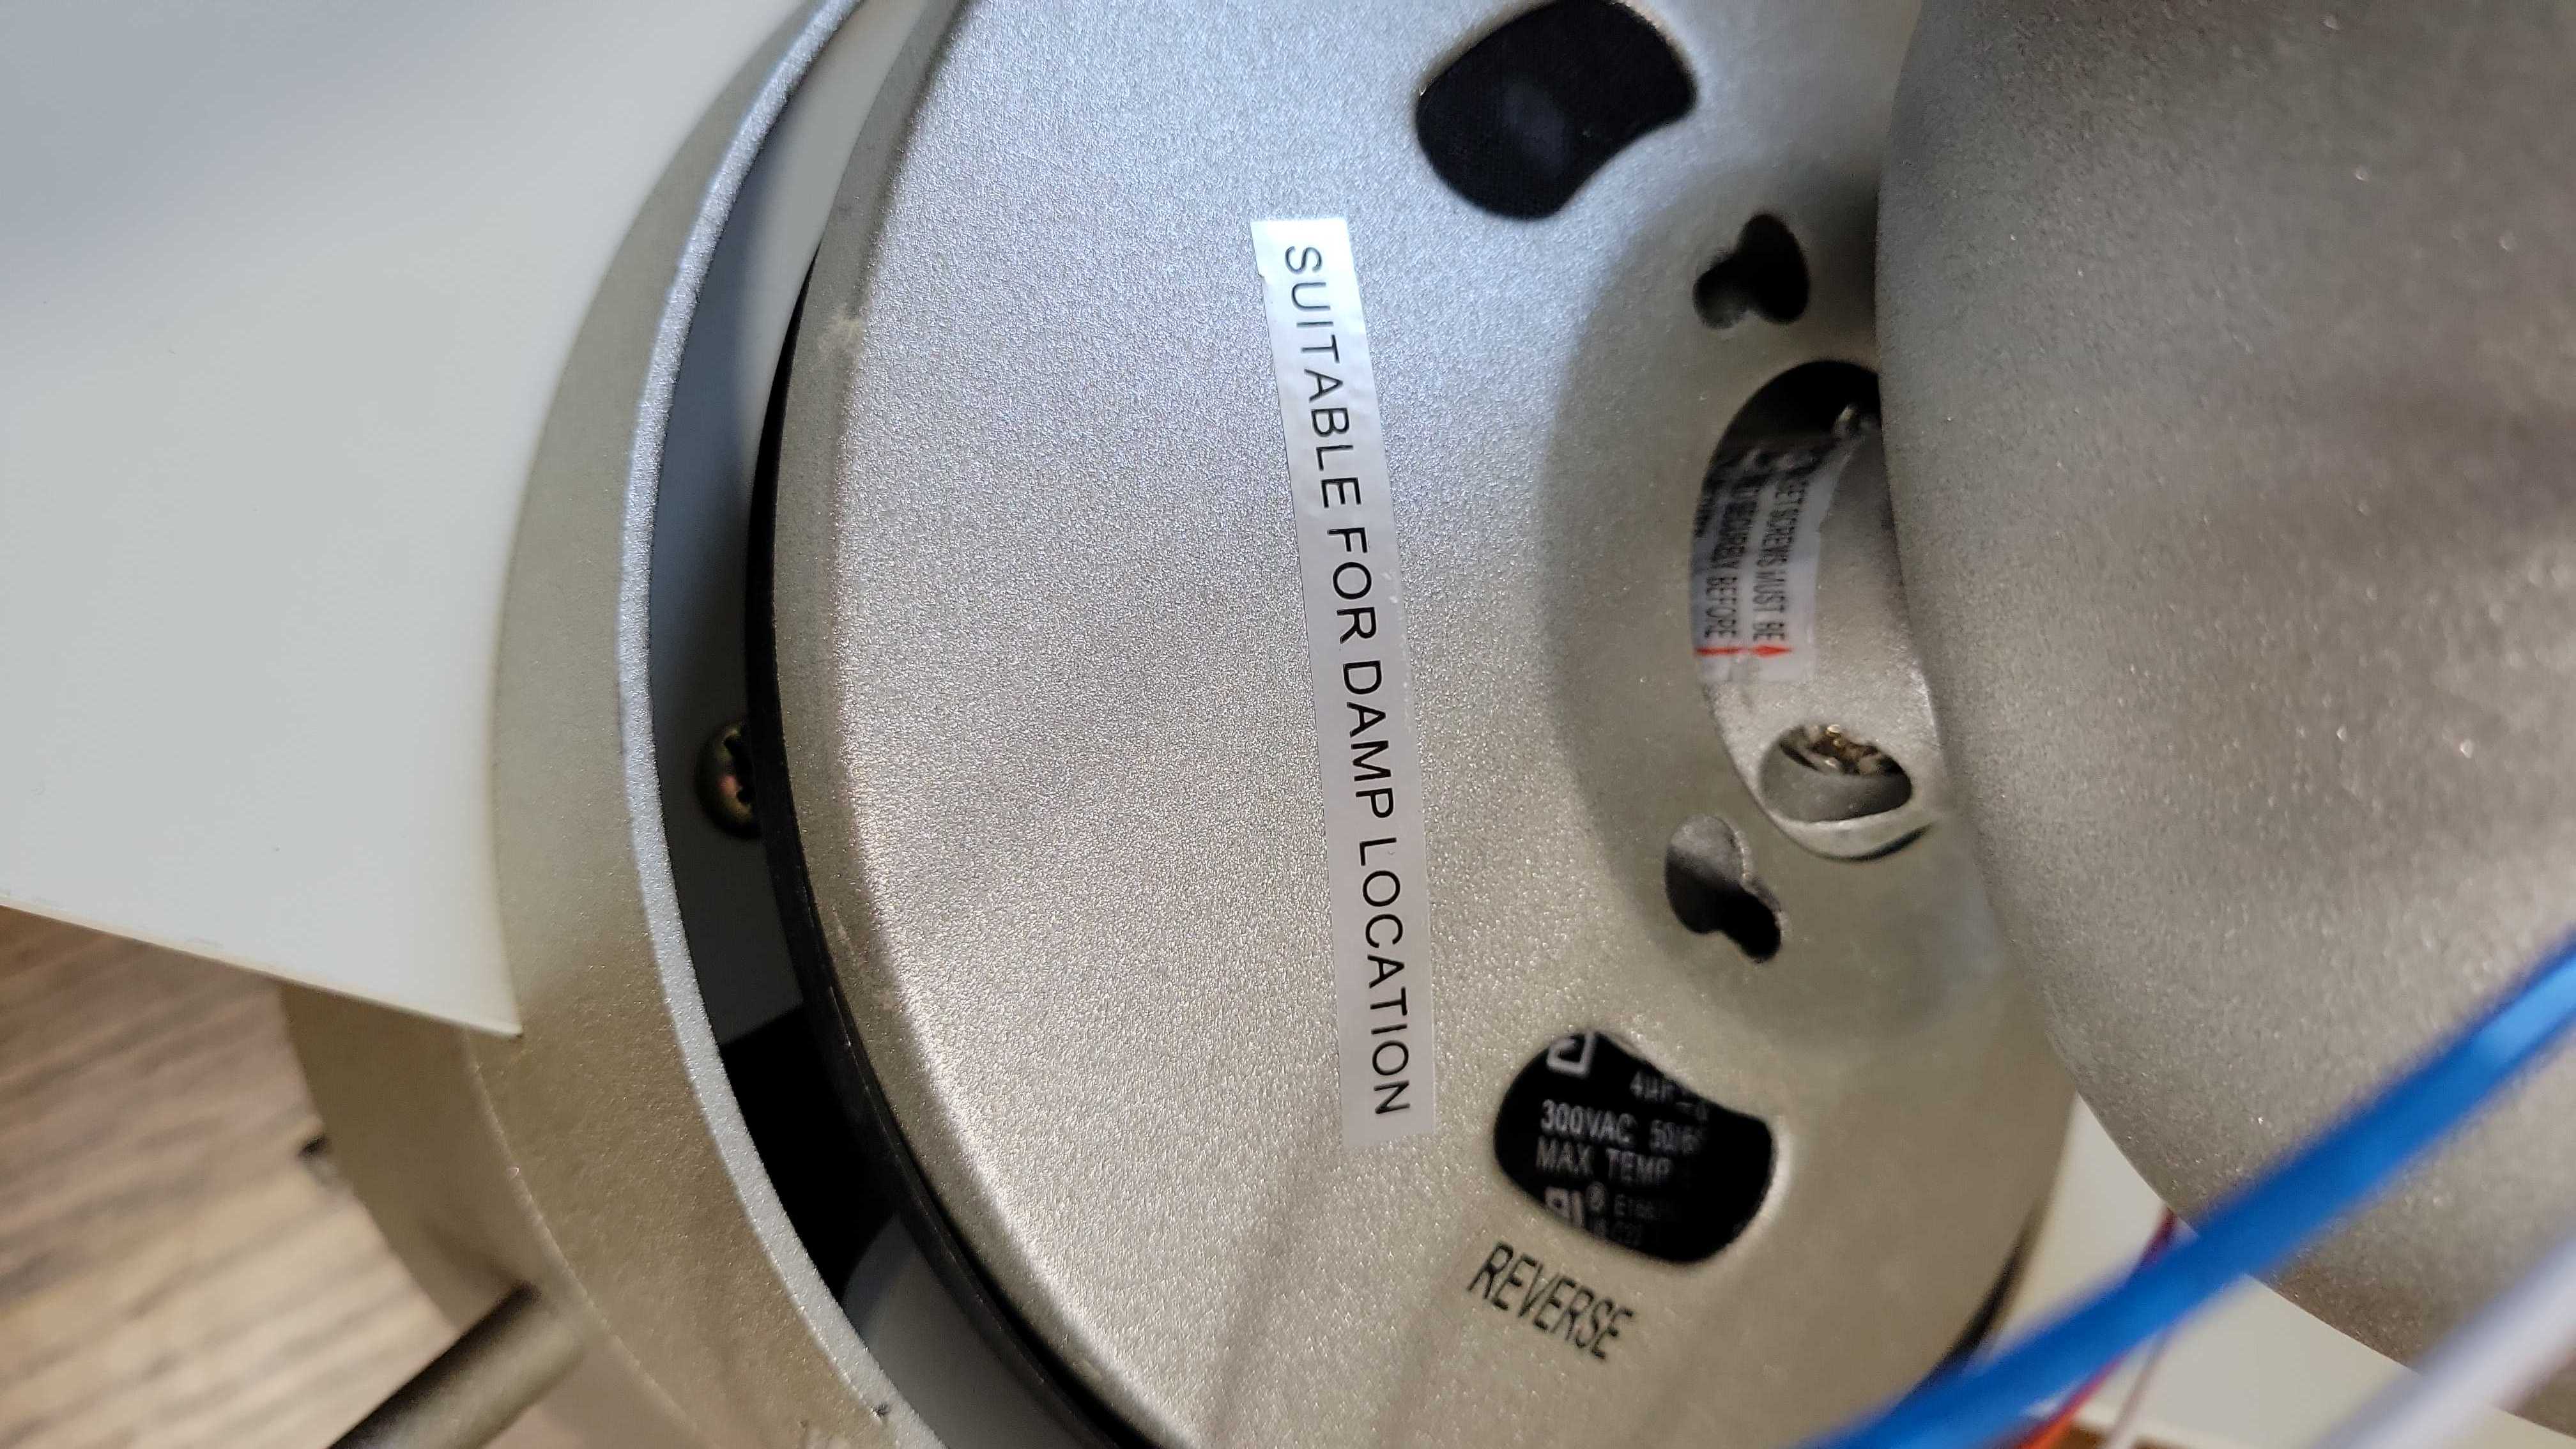 SUITABLE FOR DAMP LOCATION
SET SCREWS MUST BE
SECURELY BEFORE
300VAC 50/6
MAX TEMP
REVERSE